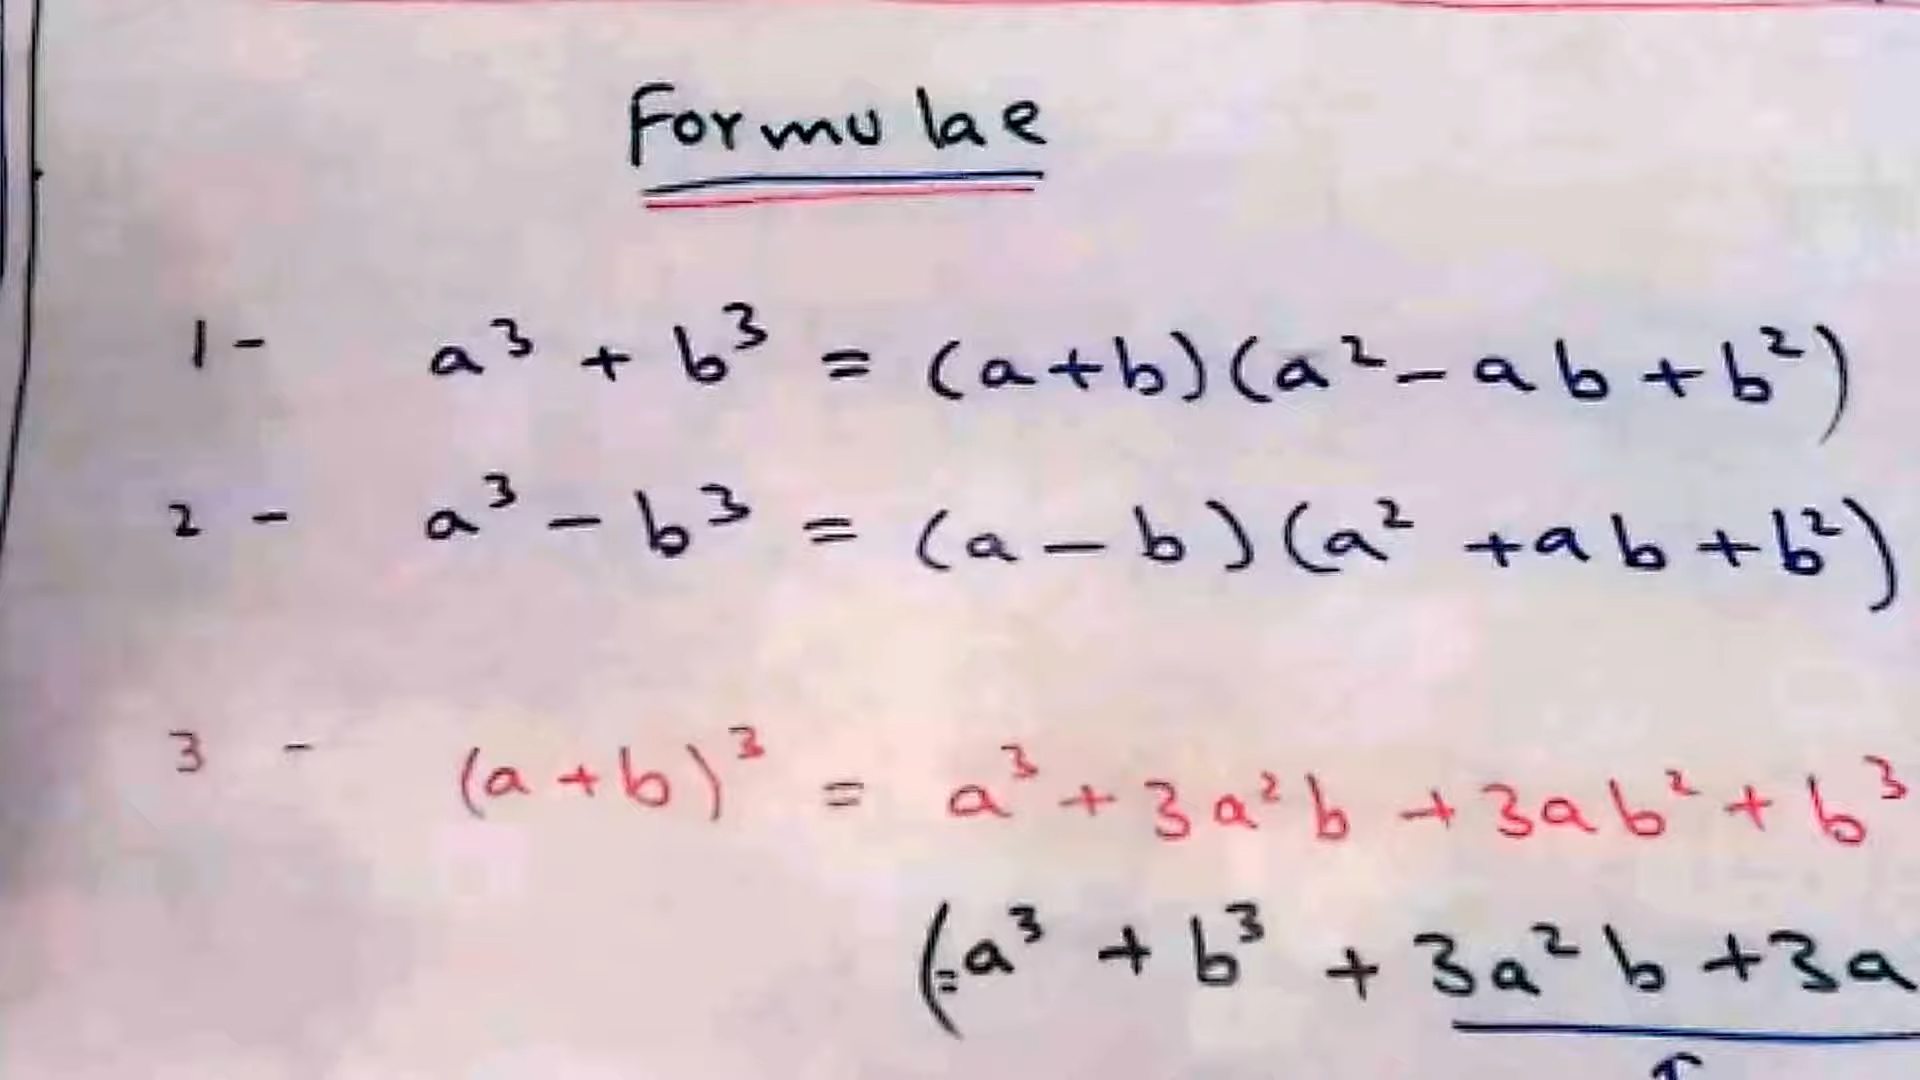 Formulae
1- a³ + b³ = (a+b)(a²-ab+b²)
2 - a³ - b³ = (a-b)(a² +ab+b²)
3 - (a+b)³ = a³ + 3a²b + 3ab² + b³
(=a³ + b³ + 3a²b +3a